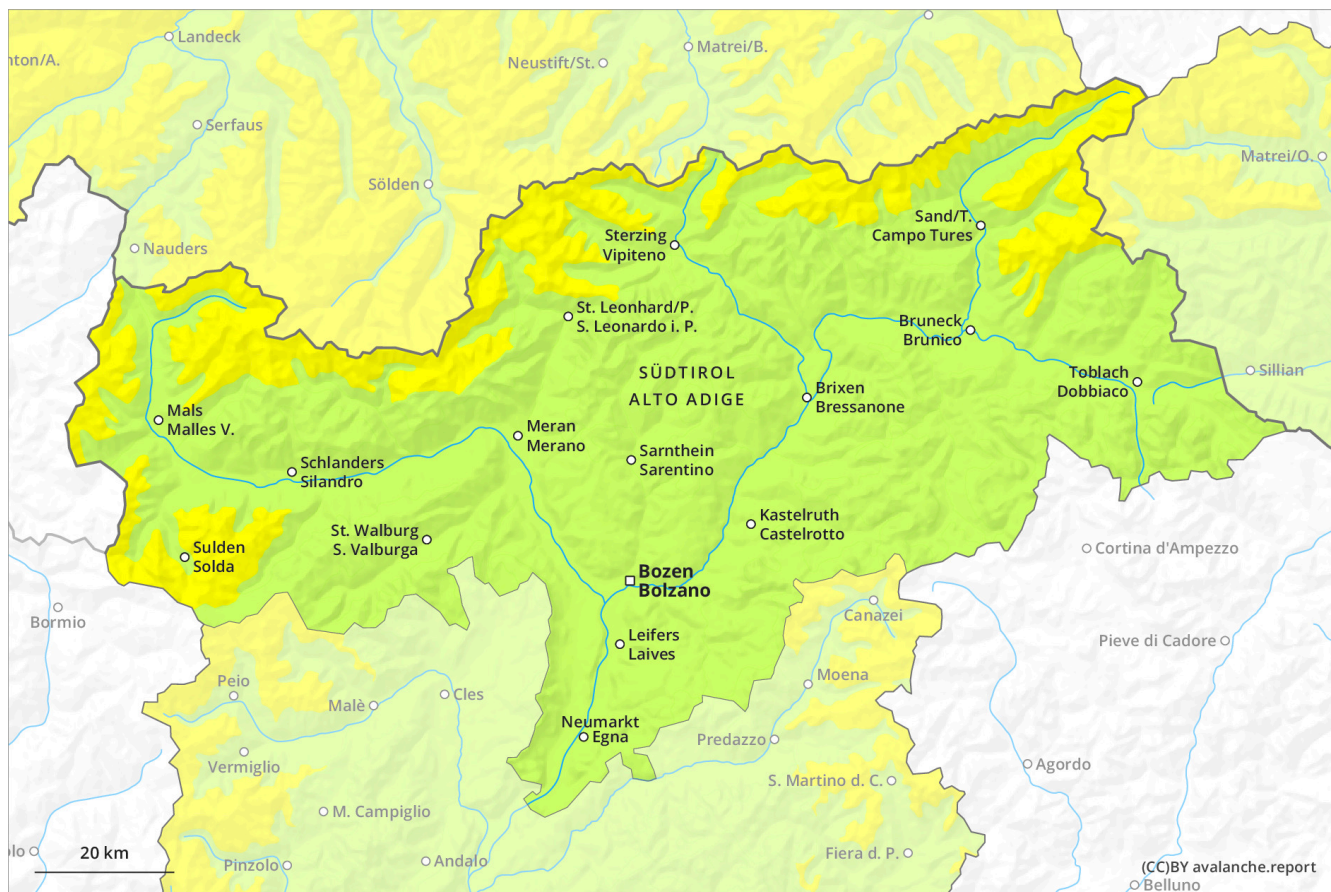 Landeck
nton/A.
Matrei/B.
Neustift/St.
Serfaus
Matrei/O.
Sölden
Sand/T.
Campo Tures
Sterzing
Vipiteno
Nauders
St. Leonhard/P.
S. Leonardo i. P.
Bruneck
Brunico
SÜDTIROL
ALTO ADIGE
Toblach
Dobbiaco
Sillian
Brixen
Bressanone
Mals
Malles V.
Meran
Merano
Sarnthein
Sarentino
Schlanders
Silandro
Kastelruth
Castelrotto
St. Walburg
S. Valburga
Sulden
Solda
Cortina d'Ampezzo
Bozen
Bolzano
Bormio
Canazei
Leifers
Laives
Pieve di Cadore
Peio
Moena
Malè
Cles
Neumarkt
Egna
Predazzo
Vermiglio
Agordo
S. Martino d. C.
M. Campiglio
lo
20 km
Pinzolo
Andalo
Fiera d. P.
(CC)BY avalanche.report
Belluno